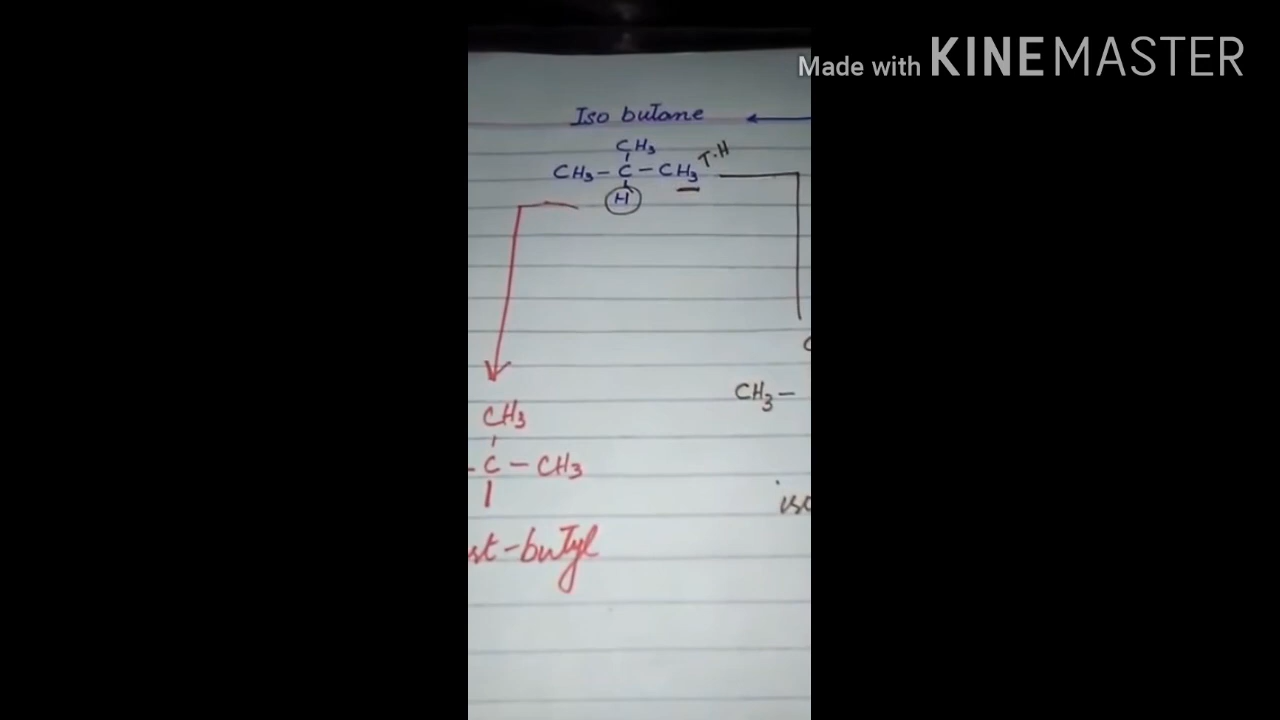 Made with KINEMASTER
Iso butane
CH3
CH3 – C – CH3 T.H
H
CH3 –
CH3
– C – CH3
st-butyl